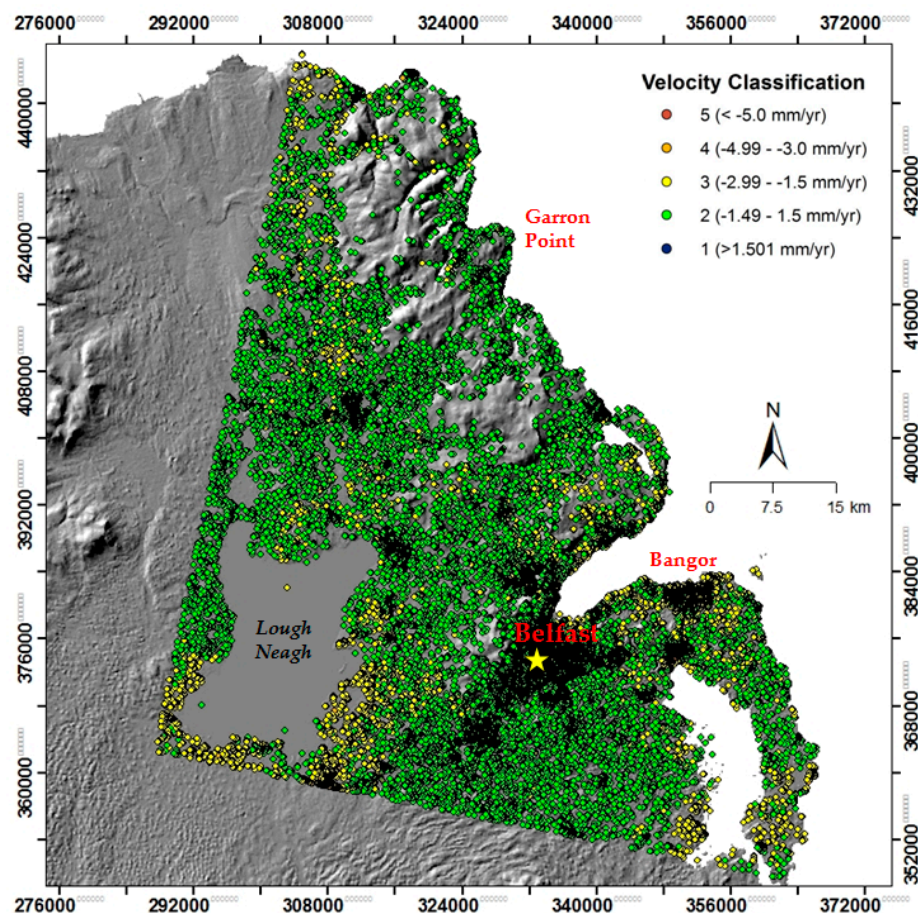 276000 292000 308000 324000 340000 356000 372000
Velocity Classification
5 (< -5.0 mm/yr)
4 (-4.99 - -3.0 mm/yr)
3 (-2.99 - -1.5 mm/yr)
2 (-1.49 - 1.5 mm/yr)
1 (>1.501 mm/yr)
440000
432000
Garron
Point
424000
416000
408000
400000
N
392000
0 7.5 15 km
384000
Bangor
Belfast
376000
Lough
Neagh
368000
360000
352000
276000 292000 308000 324000 340000 356000 372000